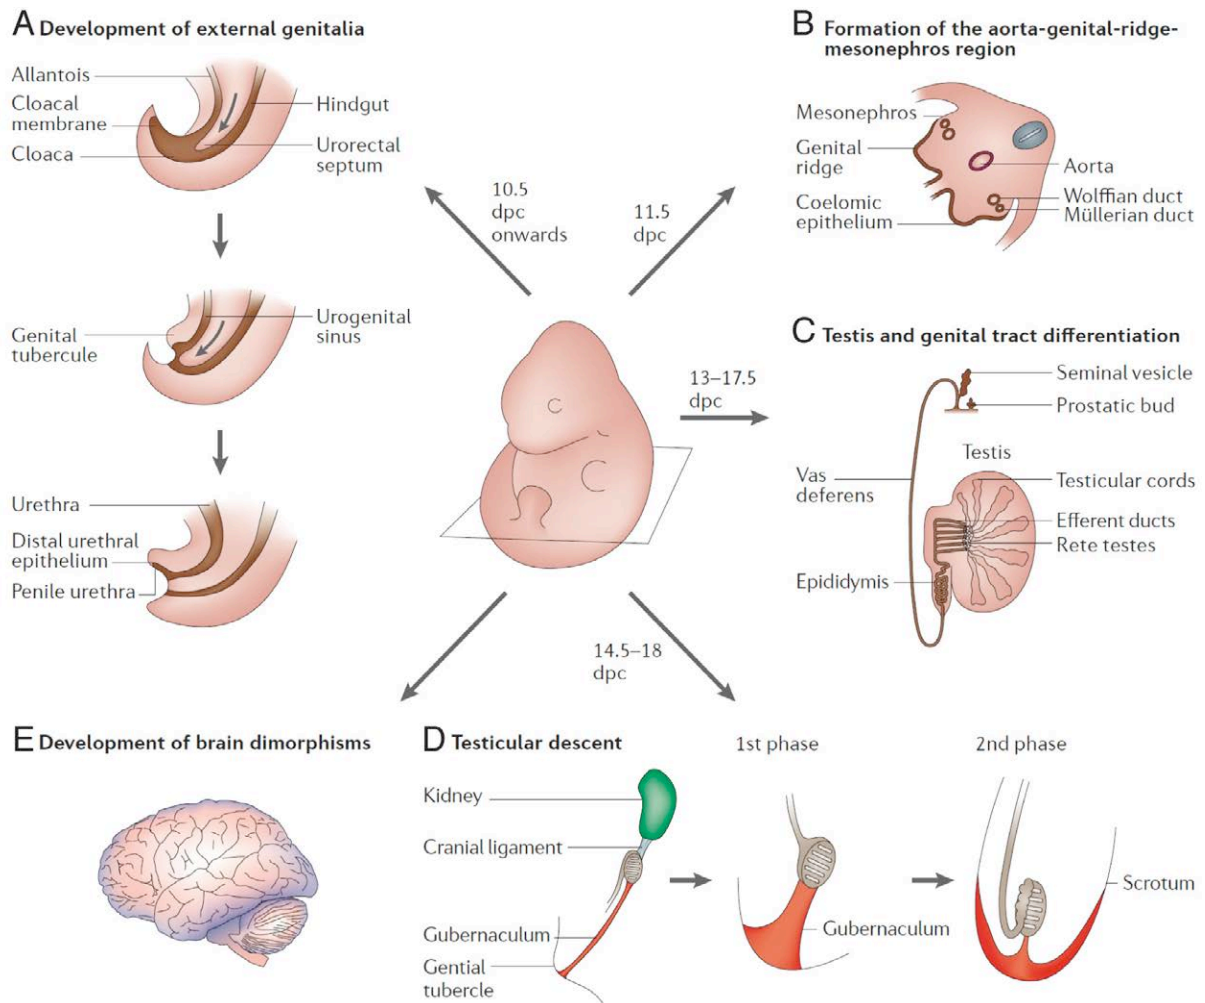 A Development of external genitalia
Allantois
Cloacal
membrane
Cloaca
Hindgut
Urorectal
septum
Genital
tubercule
Urogenital
sinus
Urethra
Distal urethral
epithelium
Penile urethra
10.5
dpc
onwards
11.5
dpc
13–17.5
dpc
14.5–18
dpc
B Formation of the aorta-genital-ridge-
mesonephros region
Mesonephros
Genital
ridge
Coelomic
epithelium
Aorta
Wolffian duct
Müllerian duct
C Testis and genital tract differentiation
Seminal vesicle
Prostatic bud
Testis
Vas
deferens
Testicular cords
Efferent ducts
Rete testes
Epididymis
E Development of brain dimorphisms
D Testicular descent
1st phase
2nd phase
Kidney
Cranial ligament
Gubernaculum
Gential
tubercle
Gubernaculum
Scrotum